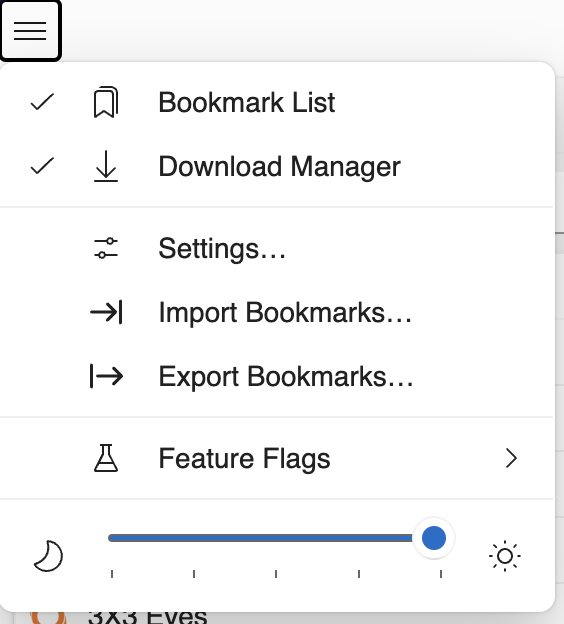 Bookmark List
Download Manager
Settings…
Import Bookmarks…
Export Bookmarks…
Feature Flags
3X3 Eyes